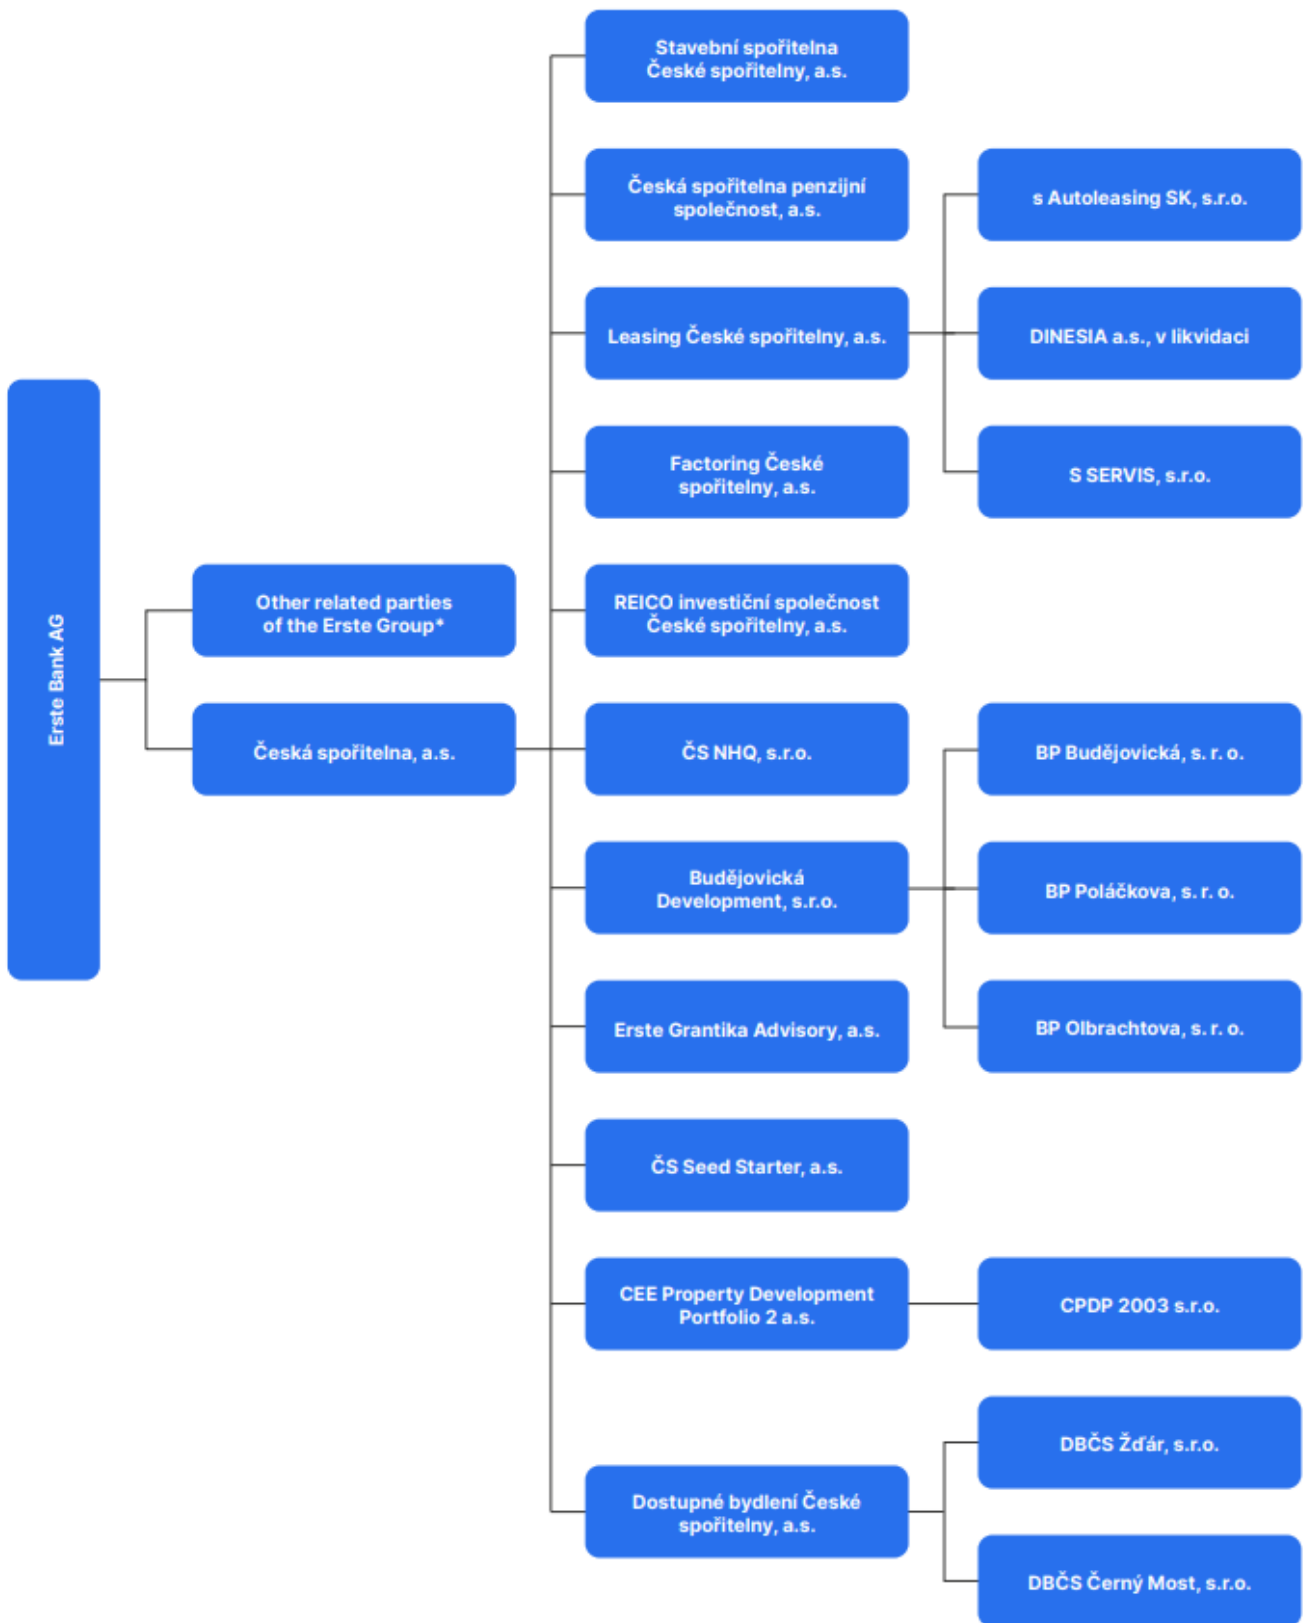 Erste Bank AG
Other related parties
of the Erste Group*
Česká spořitelna, a.s.
Stavební spořitelna
České spořitelny, a.s.
Česká spořitelna penzijní
společnost, a.s.
Leasing České spořitelny, a.s.
s Autoleasing SK, s.r.o.
DINESIA a.s., v likvidaci
S SERVIS, s.r.o.
Factoring České
spořitelny, a.s.
REICO investiční společnost
České spořitelny, a.s.
ČS NHQ, s.r.o.
Budějovická
Development, s.r.o.
BP Budějovická, s. r. o.
BP Poláčkova, s. r. o.
BP Olbrachtova, s. r. o.
Erste Grantika Advisory, a.s.
ČS Seed Starter, a.s.
CEE Property Development
Portfolio 2 a.s.
CPDP 2003 s.r.o.
Dostupné bydlení České
spořitelny, a.s.
DBČS Žďár, s.r.o.
DBČS Černý Most, s.r.o.